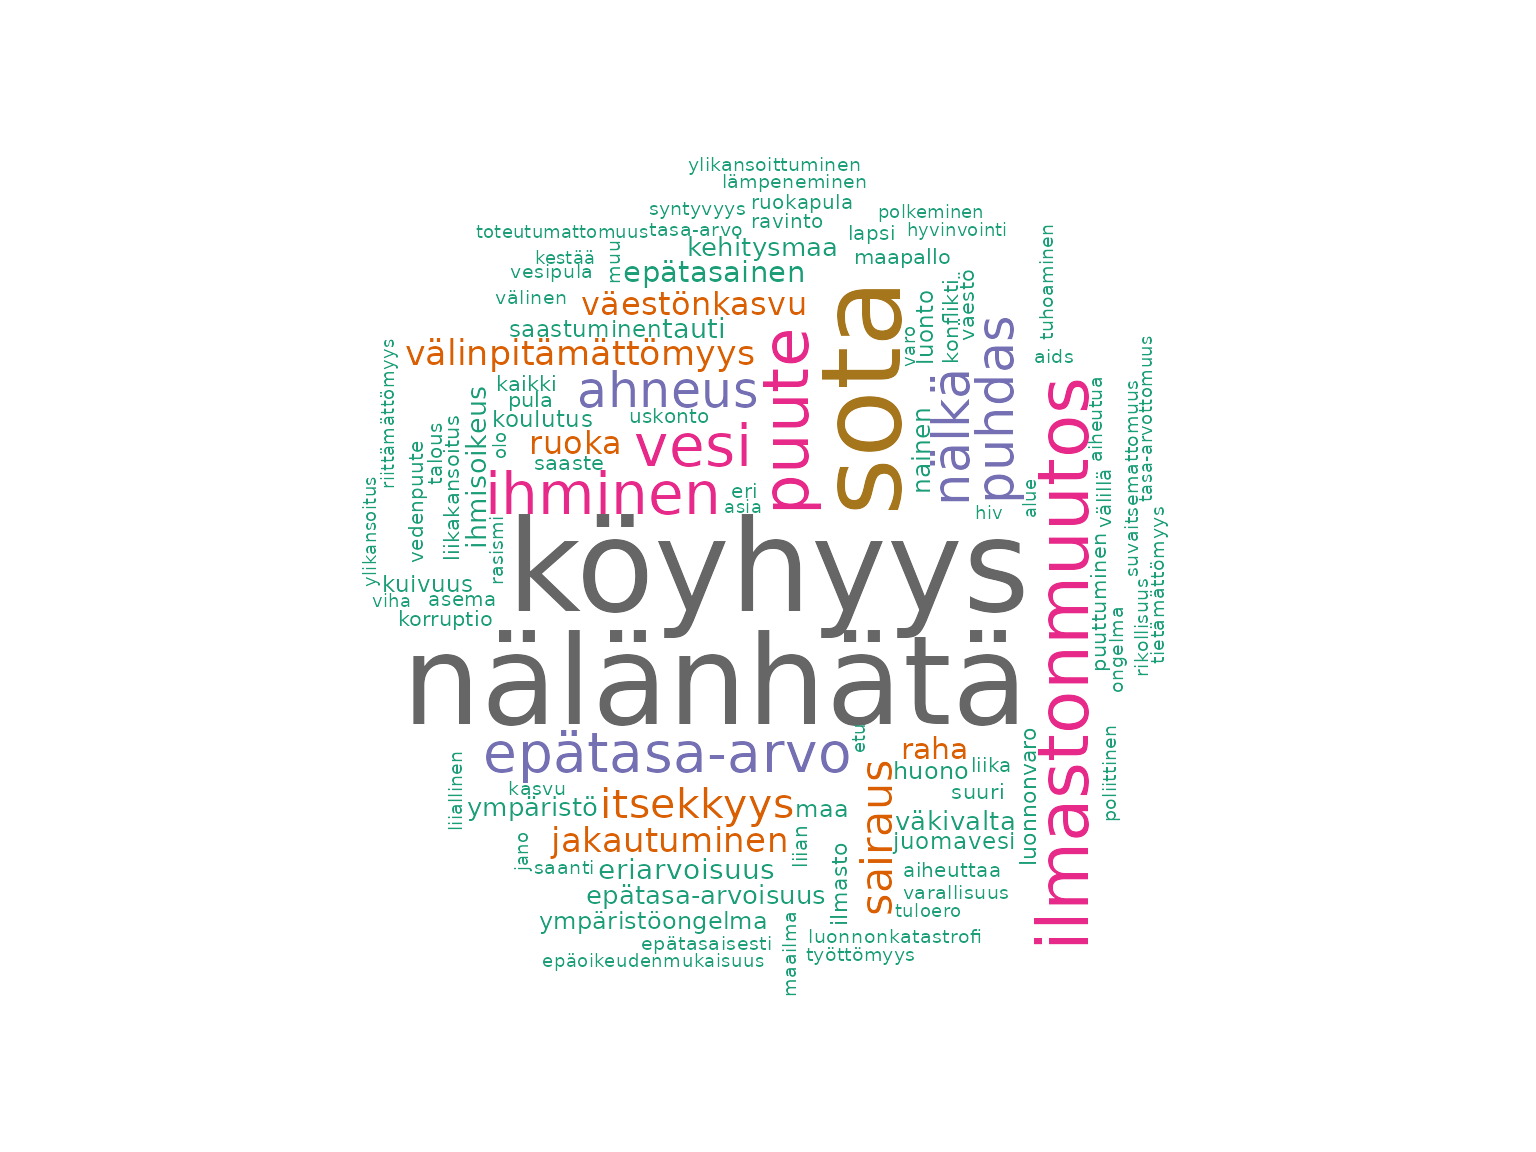 ylikansoittuminen
lämpeneminen
ruokapula
syntyvyys
polkeminen
ravinto
toteutumattomuus
tasa-arvo
lapsi
hyvinvointi
kehitysmaa
muu
kestää
maapallo
vesipula
epätasainen
tuhoaminen
väestö
konflikti
välinen
väestönkasvu
sota
luonto
saastuminen
tauti
varo
puhdas
puute
välinpitämättömyys
aids
riittämättömyys
nälkä
tasa-arvottomuus
kaikki
ahneus
aiheutua
suvaitsemattomuus
pula
ihmisoikeus
ilmastonmuutos
koulutus
uskonto
nainen
talous
liikakansoitus
olo
ruoka
vesi
vedenpuute
saaste
välillä
ylikansoitus
ihminen
eri
asia
hiv
alue
rasismi
köyhyys
puuttuminen
tietämättömyys
kuivuus
viha
asema
rikollisuus
korruptio
ongelma
nälänhätä
epätasa-arvo
etu
raha
luonnonvaro
poliittinen
liiallinen
huono
liika
sairaus
kasvu
suuri
ympäristö
itsekkyys
maa
väkivalta
jakautuminen
juomavesi
jano
liian
saanti
eriarvoisuus
ilmasto
aiheuttaa
epätasa-arvoisuus
varallisuus
tuloero
ympäristöongelma
epätasaisesti
maailma
luonnonkatastrofi
työttömyys
epäoikeudenmukaisuus